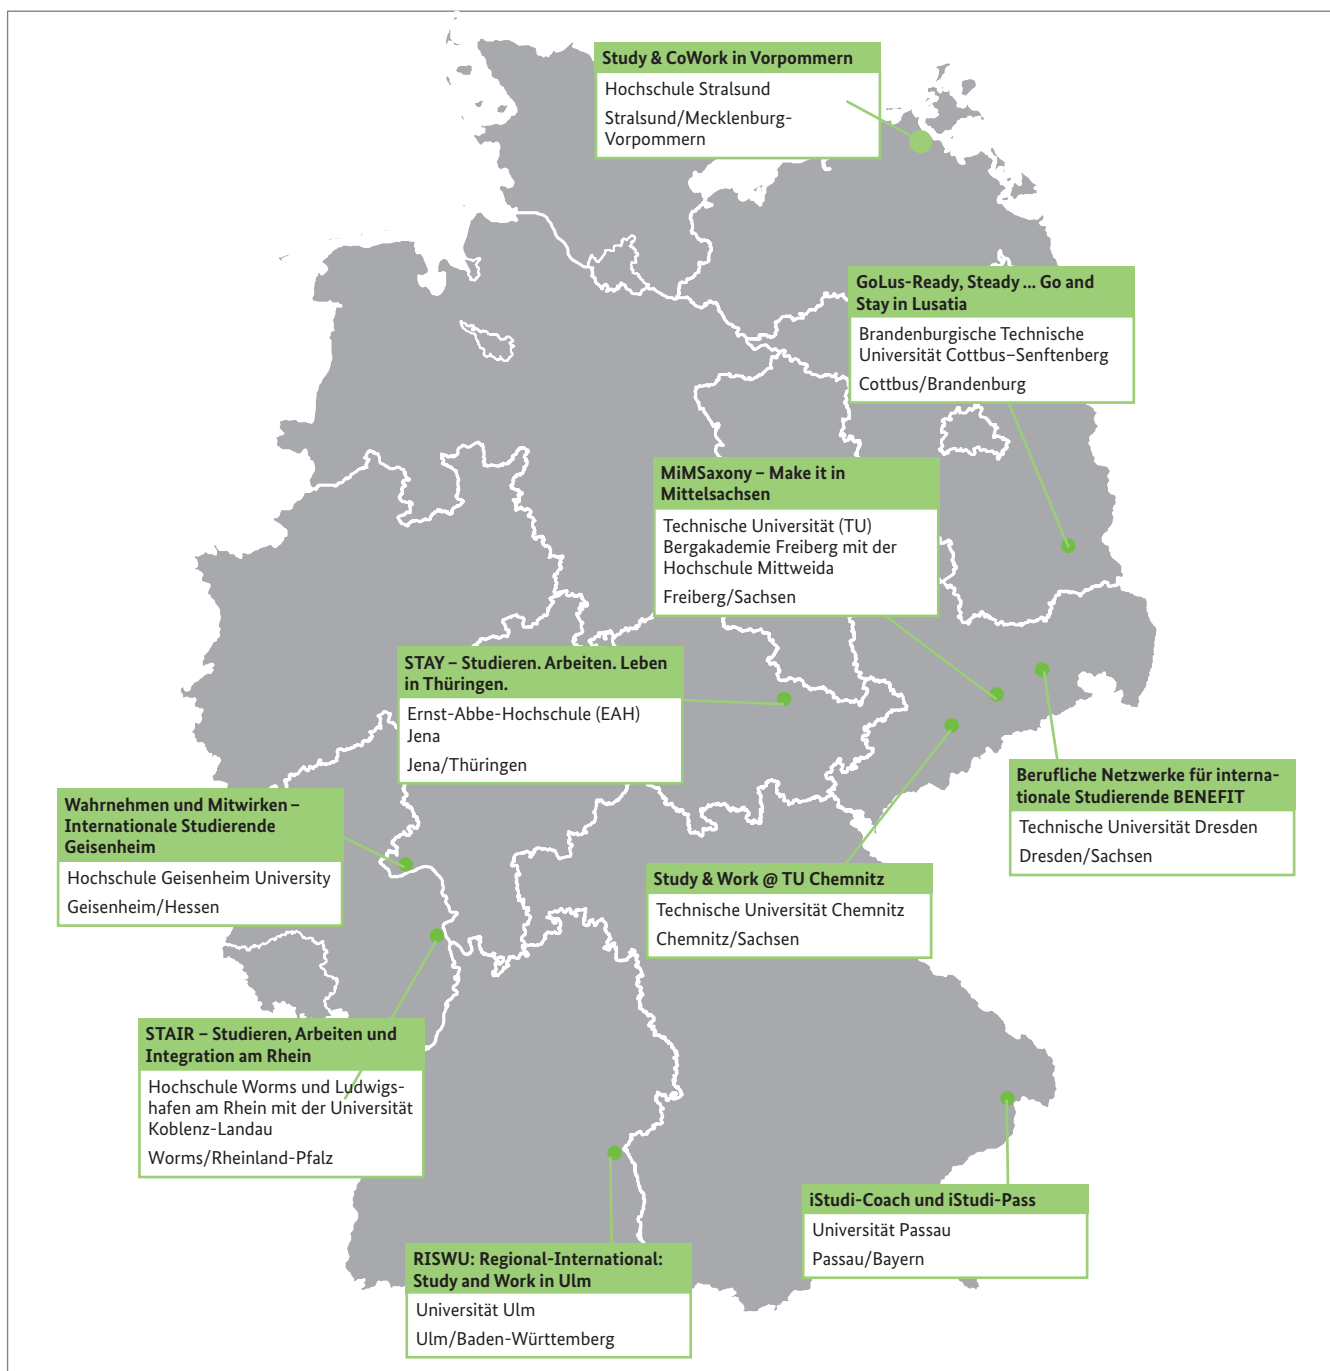 Study & CoWork in Vorpommern
Hochschule Stralsund
Stralsund/Mecklenburg-
Vorpommern
GoLus-Ready, Steady ... Go and
Stay in Lusatia
Brandenburgische Technische
Universität Cottbus–Senftenberg
Cottbus/Brandenburg
MiMSaxony – Make it in
Mittelsachsen
Technische Universität (TU)
Bergakademie Freiberg mit der
Hochschule Mittweida
Freiberg/Sachsen
STAY – Studieren. Arbeiten. Leben
in Thüringen.
Ernst-Abbe-Hochschule (EAH)
Jena
Jena/Thüringen
Berufliche Netzwerke für interna-
tionale Studierende BENEFIT
Technische Universität Dresden
Dresden/Sachsen
Wahrnehmen und Mitwirken –
Internationale Studierende
Geisenheim
Hochschule Geisenheim University
Geisenheim/Hessen
Study & Work @ TU Chemnitz
Technische Universität Chemnitz
Chemnitz/Sachsen
STAIR – Studieren, Arbeiten und
Integration am Rhein
Hochschule Worms und Ludwigs-
hafen am Rhein mit der Universität
Koblenz-Landau
Worms/Rheinland-Pfalz
iStudi-Coach und iStudi-Pass
Universität Passau
Passau/Bayern
RISWU: Regional-International:
Study and Work in Ulm
Universität Ulm
Ulm/Baden-Württemberg